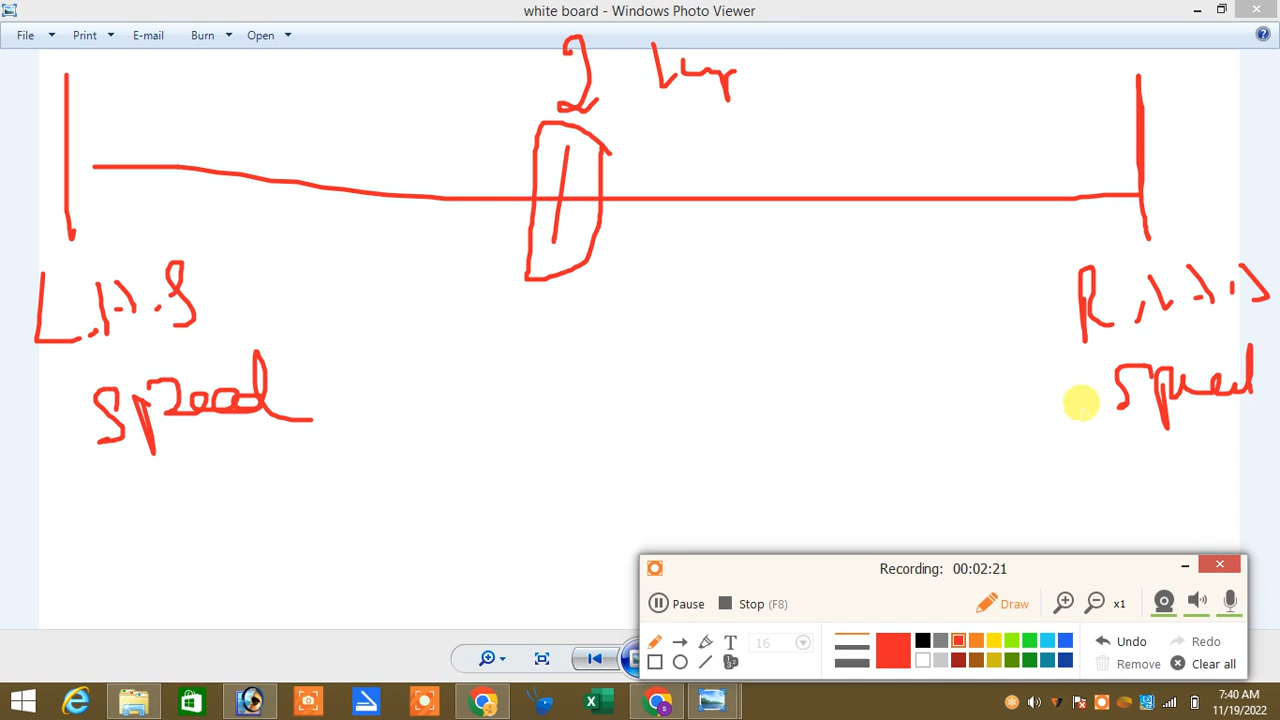 white board - Windows Photo Viewer
File Print E-mail Burn Open
2
L.H.S
R.H.S
speed
speed
Recording: 00:02:21
Pause Stop (F8) Draw x1
T 16 Undo Redo
Remove Clear all
7:40 AM
11/19/2022